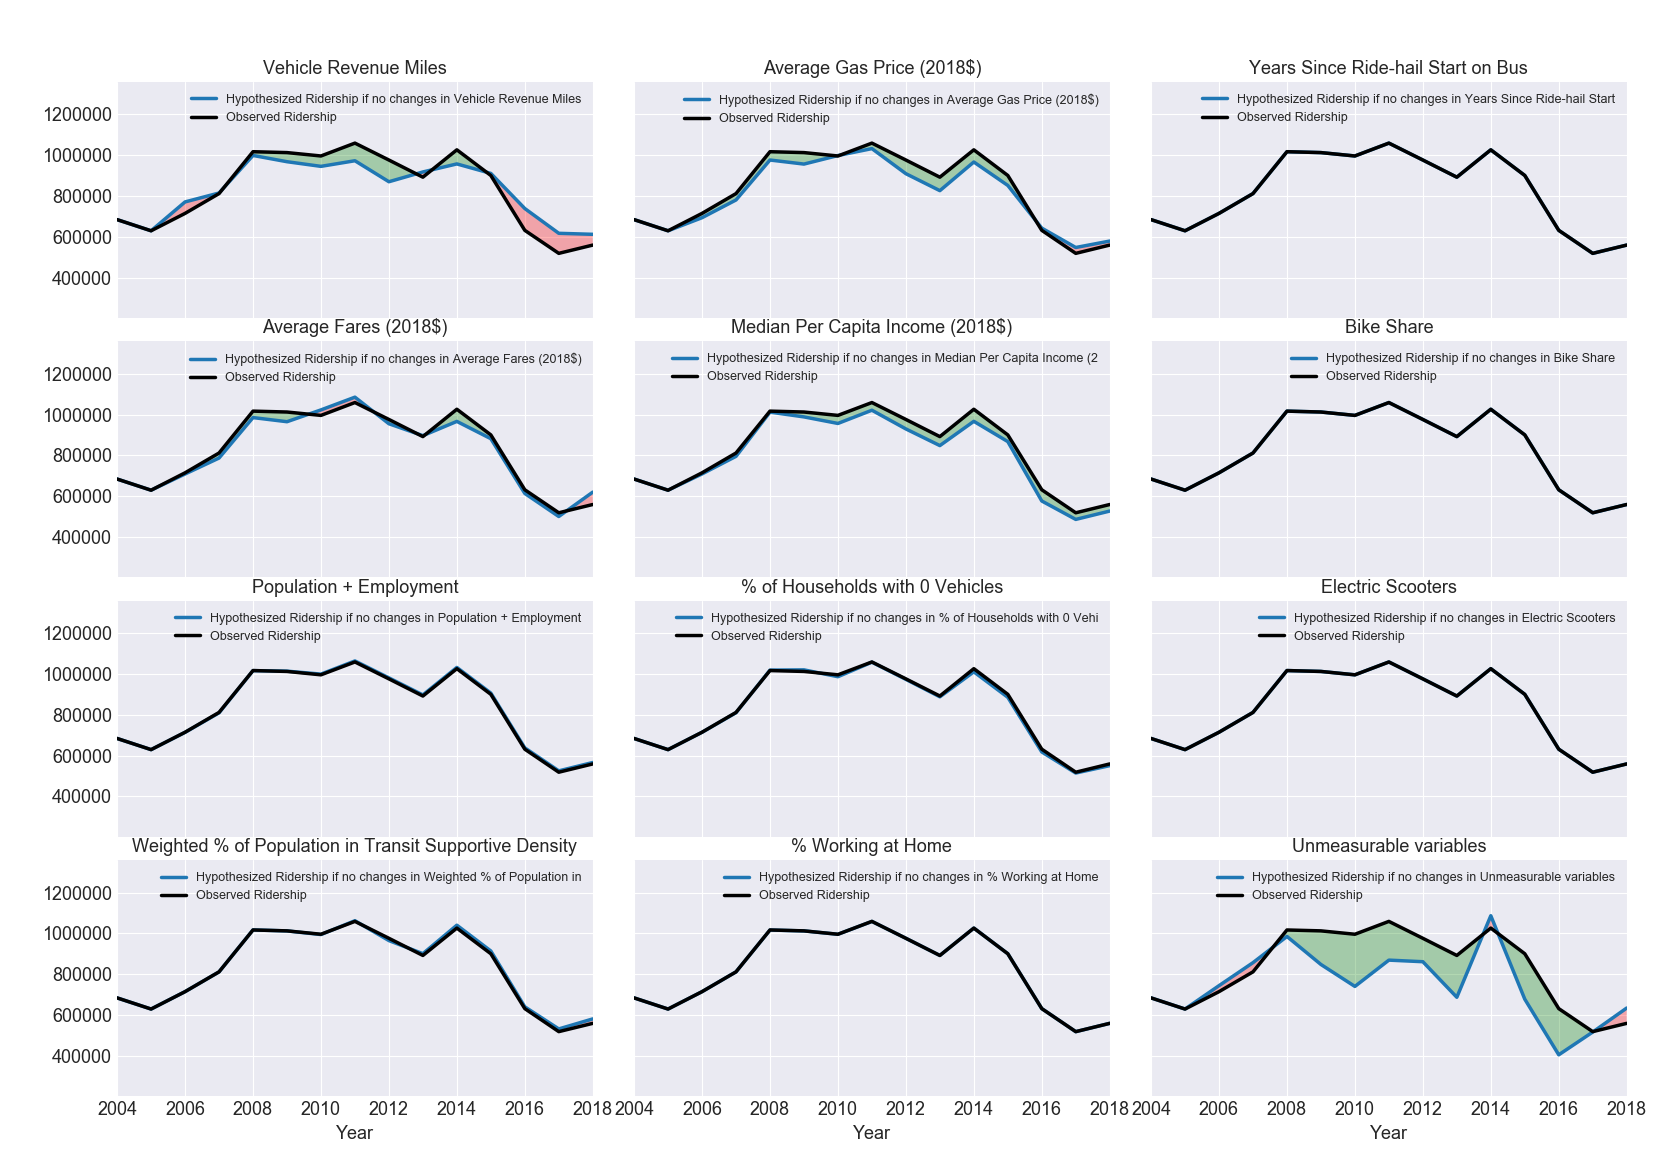 Vehicle Revenue Miles
Hypothesized Ridership if no changes in Vehicle Revenue Miles
Observed Ridership
1200000
1000000
800000
600000
400000
Average Gas Price (2018$)
Hypothesized Ridership if no changes in Average Gas Price (2018$)
Observed Ridership
Years Since Ride-hail Start on Bus
Hypothesized Ridership if no changes in Years Since Ride-hail Start
Observed Ridership
Average Fares (2018$)
Hypothesized Ridership if no changes in Average Fares (2018$)
Observed Ridership
1200000
1000000
800000
600000
400000
Median Per Capita Income (2018$)
Hypothesized Ridership if no changes in Median Per Capita Income (2
Observed Ridership
Bike Share
Hypothesized Ridership if no changes in Bike Share
Observed Ridership
Population + Employment
Hypothesized Ridership if no changes in Population + Employment
Observed Ridership
1200000
1000000
800000
600000
400000
% of Households with 0 Vehicles
Hypothesized Ridership if no changes in % of Households with 0 Vehi
Observed Ridership
Electric Scooters
Hypothesized Ridership if no changes in Electric Scooters
Observed Ridership
Weighted % of Population in Transit Supportive Density
Hypothesized Ridership if no changes in Weighted % of Population in
Observed Ridership
1200000
1000000
800000
600000
400000
2004 2006 2008 2010 2012 2014 2016 2018
Year
% Working at Home
Hypothesized Ridership if no changes in % Working at Home
Observed Ridership
2004 2006 2008 2010 2012 2014 2016 2018
Year
Unmeasurable variables
Hypothesized Ridership if no changes in Unmeasurable variables
Observed Ridership
2004 2006 2008 2010 2012 2014 2016 2018
Year